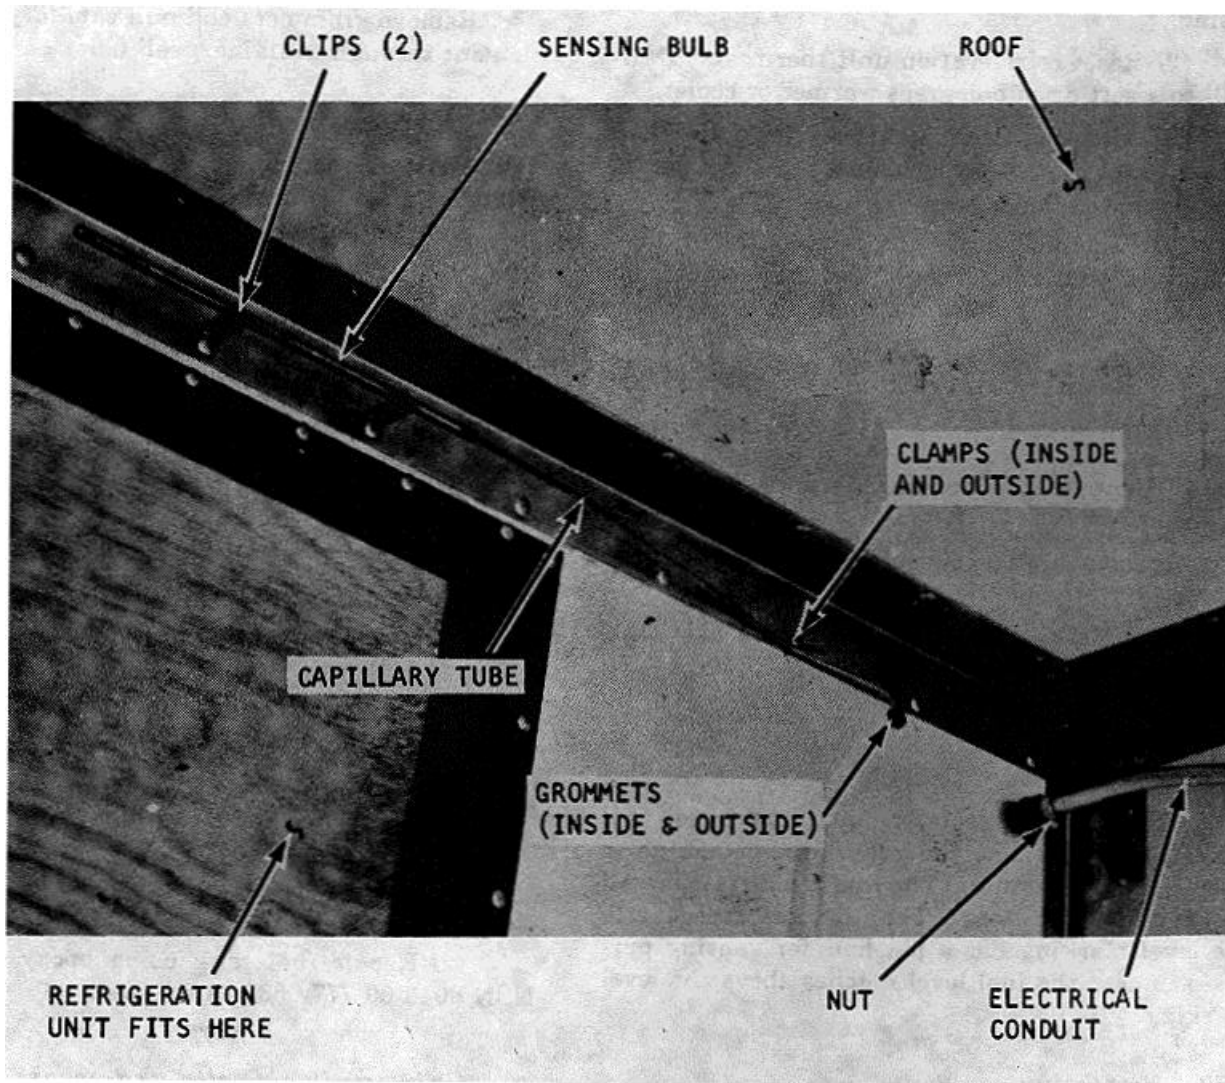 CLIPS (2)
SENSING BULB
ROOF
CLAMPS (INSIDE
AND OUTSIDE)
CAPILLARY TUBE
GROMMETS
(INSIDE & OUTSIDE)
REFRIGERATION
UNIT FITS HERE
NUT
ELECTRICAL
CONDUIT